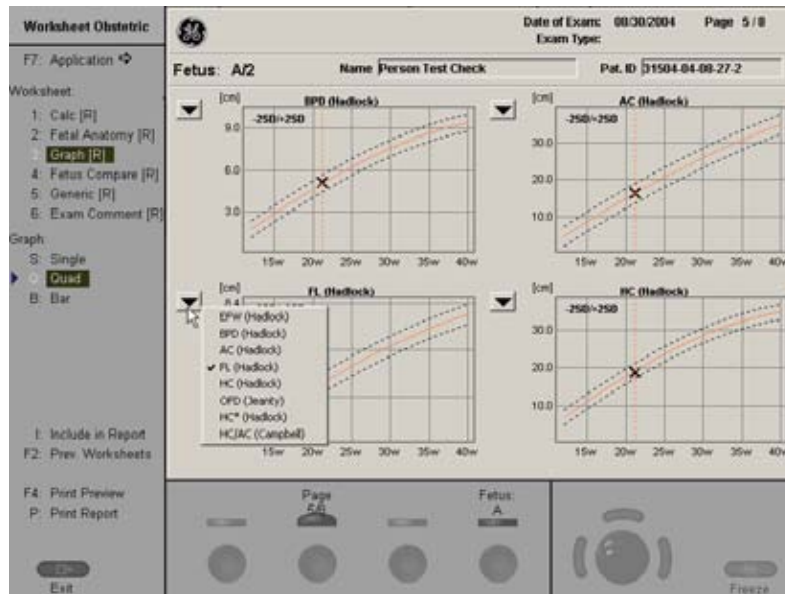 Worksheet Obstetric
F7: Application
Worksheet:
1: Calc [R]
2: Fetal Anatomy [R]
3: Graph [R]
4: Fetus Compare [R]
5: Generic [R]
6: Exam Comment [R]
Graph:
S: Single
Q: Quad
B: Bar
I: Include in Report
F2: Prev. Worksheets
F4: Print Preview
P: Print Report
Exit
GE
Date of Exam: 08/30/2004 Page 5/8
Exam Type:
Fetus: A/2 Name Person Test Check Pat. ID 31504-04-08-27-2
[cm] BPD (Hadlock)
-2SD/+2SD
9.0
6.0
3.0
15w 20w 25w 30w 35w 40w
[cm] AC (Hadlock)
-2SD/+2SD
30.0
20.0
10.0
15w 20w 25w 30w 35w 40w
[cm] FL (Hadlock)
8.4
EFW (Hadlock)
BPD (Hadlock)
AC (Hadlock)
FL (Hadlock)
HC (Hadlock)
OFD (Jeanty)
HC* (Hadlock)
HC/AC (Campbell)
15w 20w 25w 30w 35w 40w
[cm] HC (Hadlock)
-2SD/+2SD
30.0
20.0
10.0
15w 20w 25w 30w 35w 40w
Page
5/8
Fetus:
A
Freeze